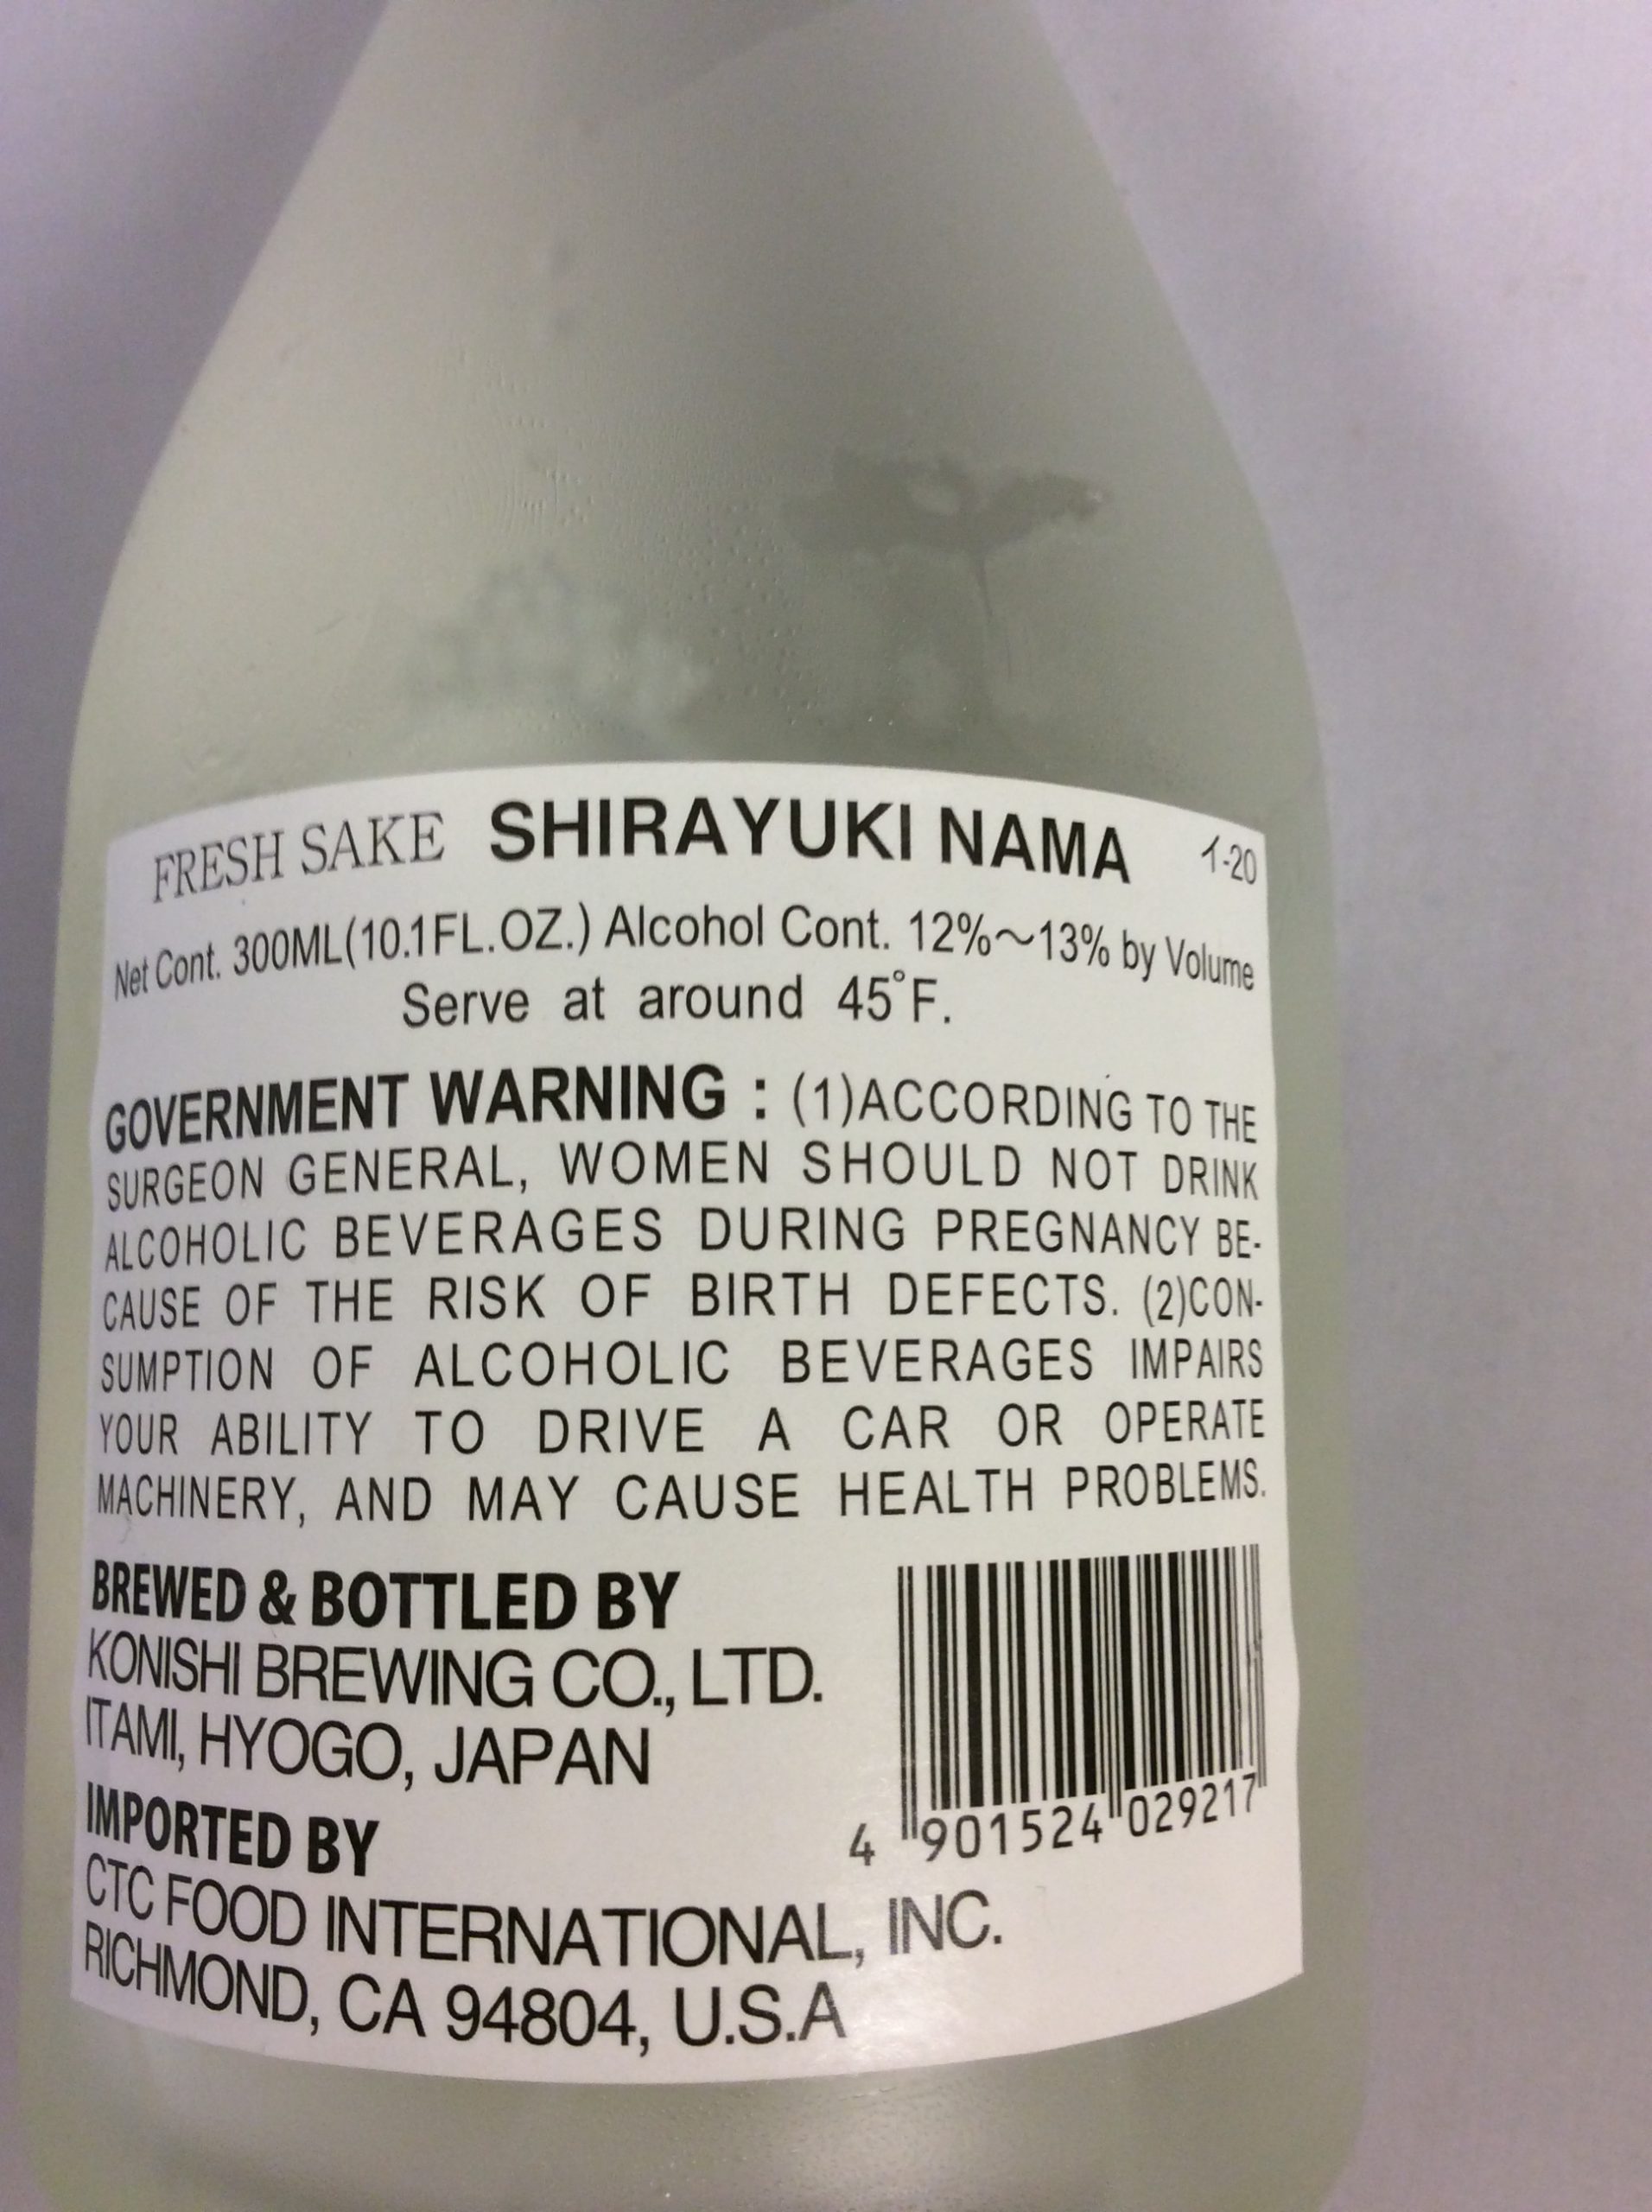 FRESH SAKE SHIRAYUKI NAMA イ-20
Net Cont. 300ML(10.1FL.OZ.) Alcohol Cont. 12%～13% by Volume
Serve at around 45°F.
GOVERNMENT WARNING : (1)ACCORDING TO THE
SURGEON GENERAL, WOMEN SHOULD NOT DRINK
ALCOHOLIC BEVERAGES DURING PREGNANCY BE-
CAUSE OF THE RISK OF BIRTH DEFECTS. (2)CON-
SUMPTION OF ALCOHOLIC BEVERAGES IMPAIRS
YOUR ABILITY TO DRIVE A CAR OR OPERATE
MACHINERY, AND MAY CAUSE HEALTH PROBLEMS.
BREWED & BOTTLED BY
KONISHI BREWING CO., LTD.
ITAMI, HYOGO, JAPAN
IMPORTED BY
CTC FOOD INTERNATIONAL, INC.
RICHMOND, CA 94804, U.S.A
4 901524 029217